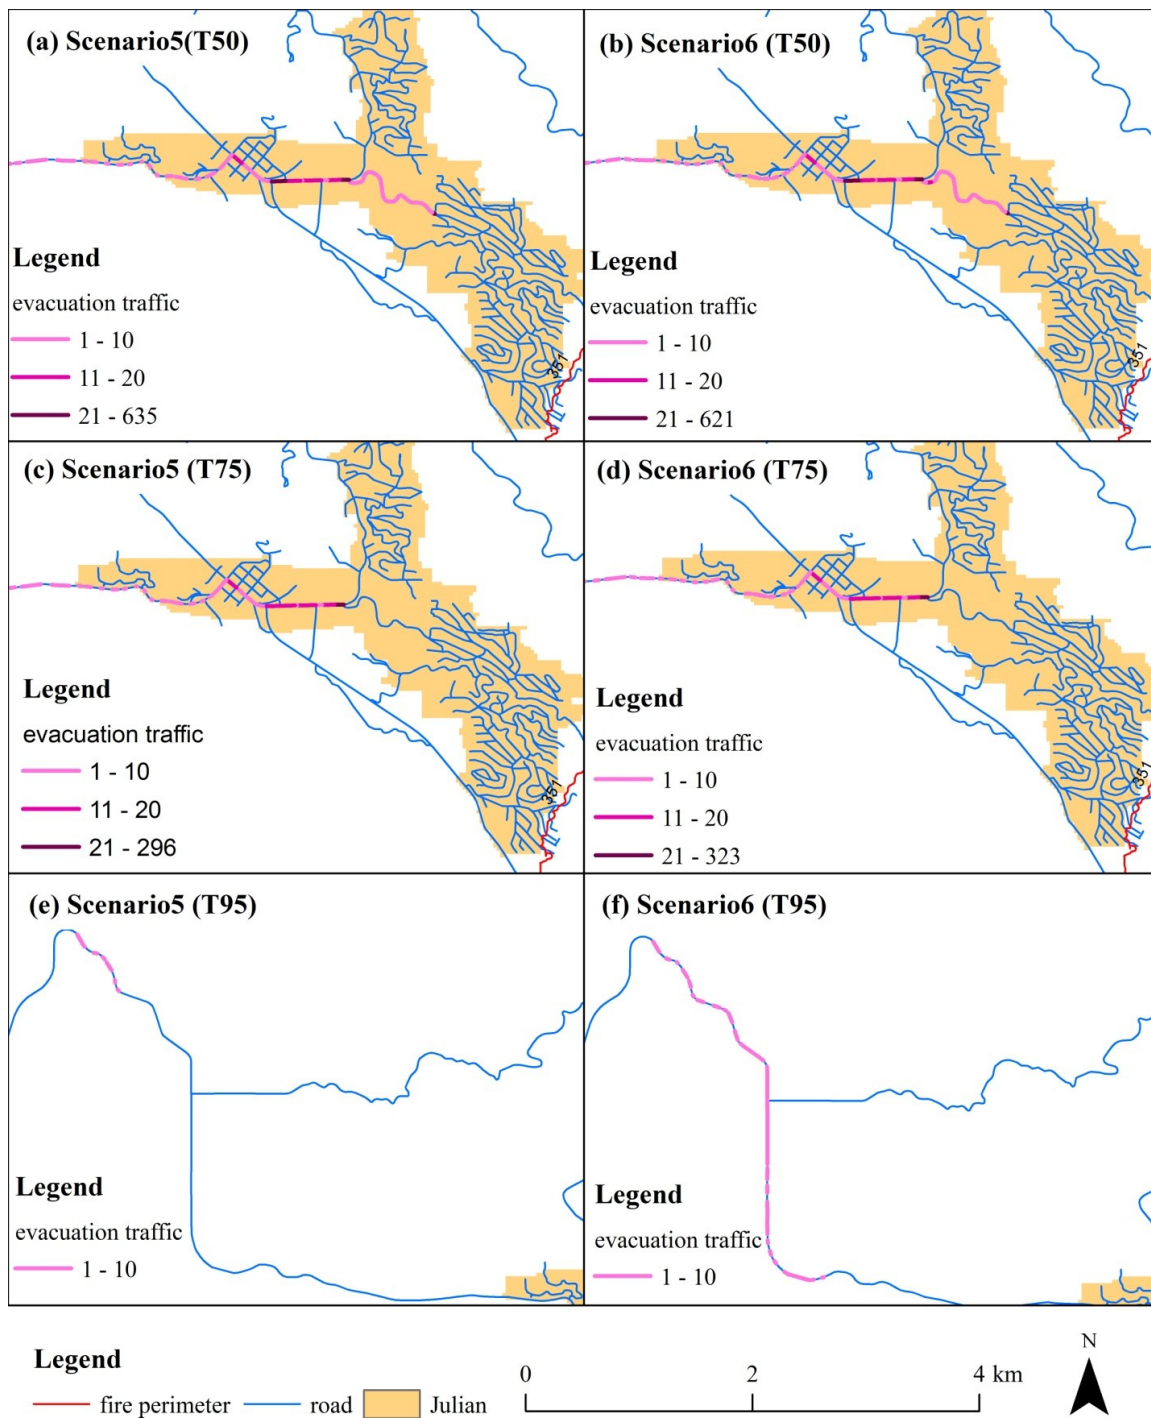 (a) Scenario5(T50)
Legend
evacuation traffic
1 - 10
11 - 20
21 - 635
351
(b) Scenario6 (T50)
Legend
evacuation traffic
1 - 10
11 - 20
21 - 621
351
(c) Scenario5 (T75)
Legend
evacuation traffic
1 - 10
11 - 20
21 - 296
351
(d) Scenario6 (T75)
Legend
evacuation traffic
1 - 10
11 - 20
21 - 323
351
(e) Scenario5 (T95)
Legend
evacuation traffic
1 - 10
(f) Scenario6 (T95)
Legend
evacuation traffic
1 - 10
Legend
fire perimeter road Julian
0 2 4 km
N